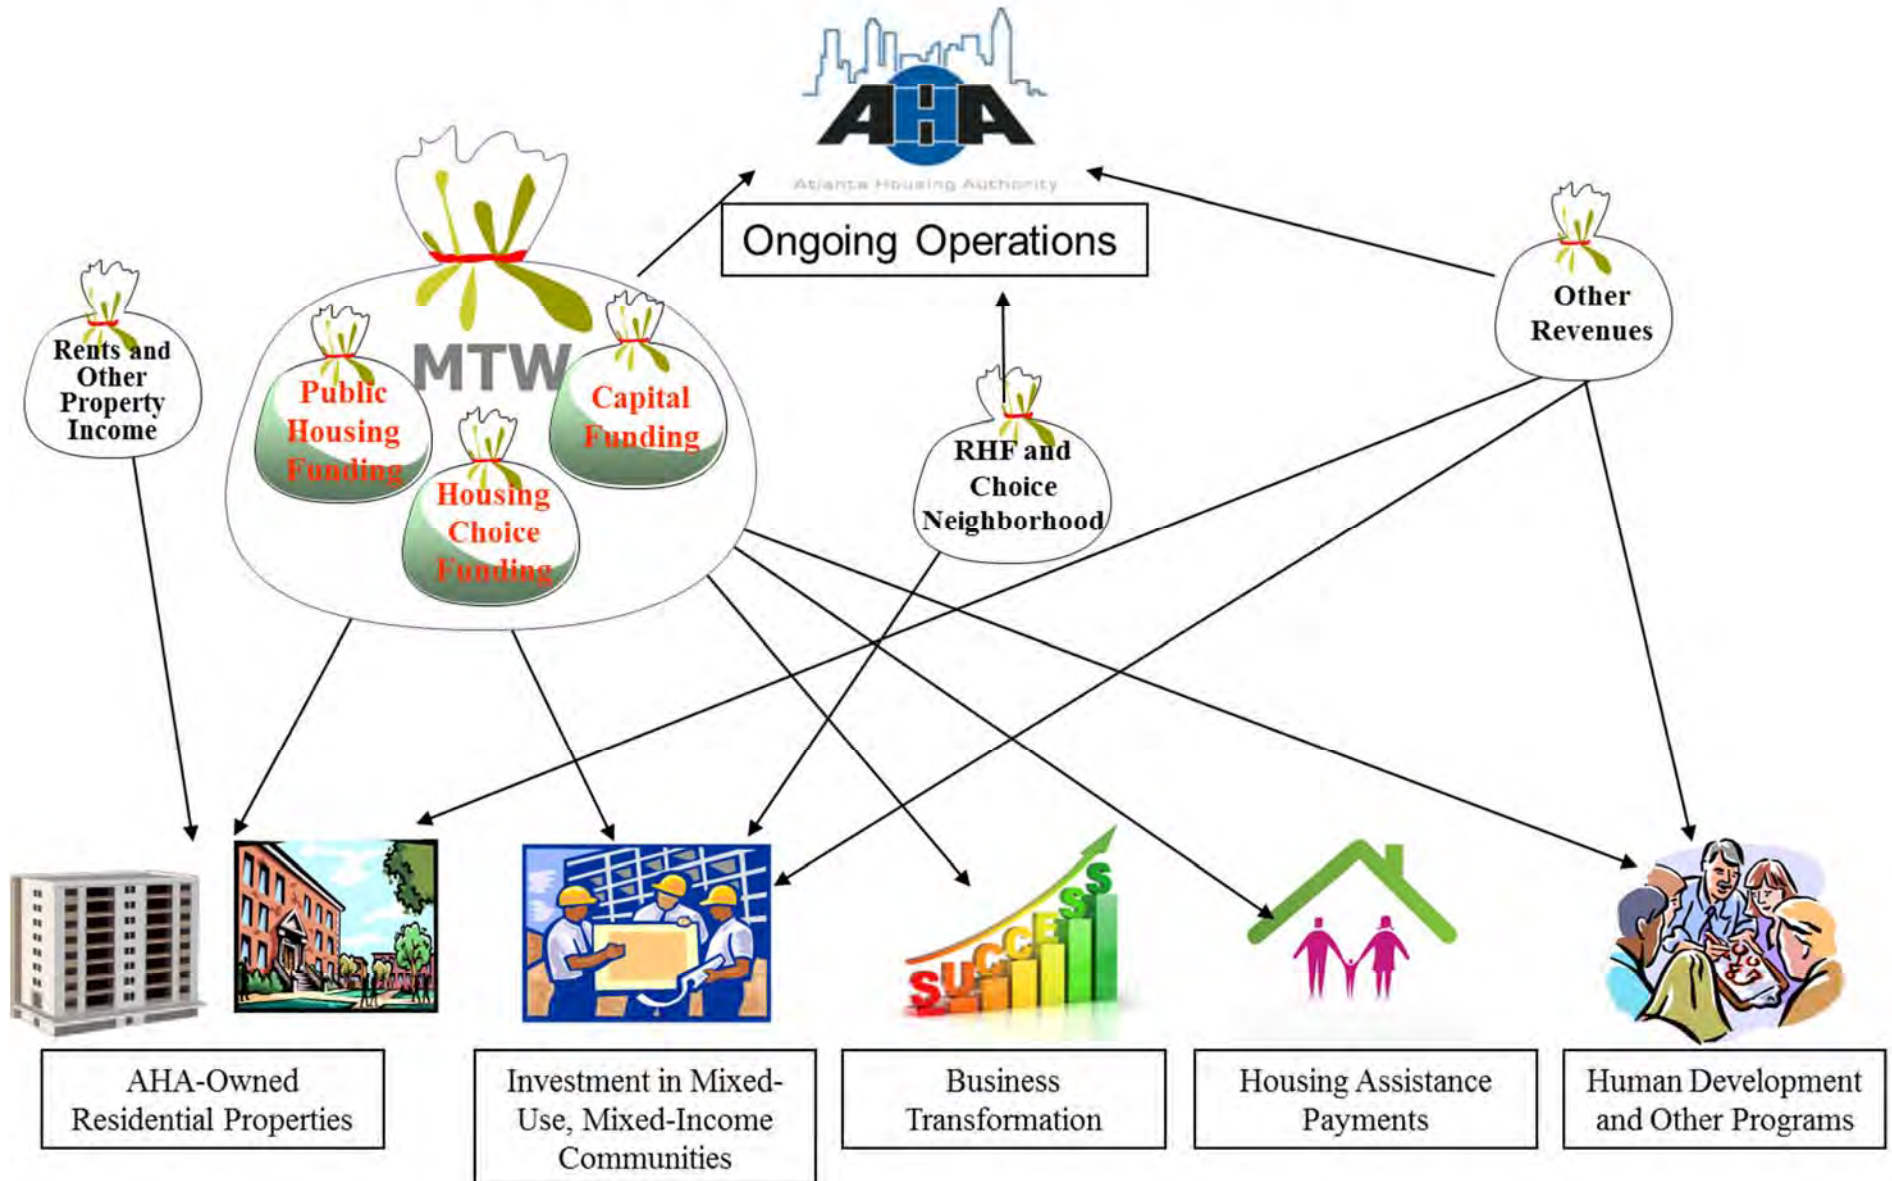 AHA
Atlanta Housing Authority
Ongoing Operations
Rents and
Other
Property
Income
MTW
Public
Housing
Funding
Capital
Funding
Housing
Choice
Funding
RHF and
Choice
Neighborhood
Other
Revenues
SUCCESS
AHA-Owned
Residential Properties
Investment in Mixed-
Use, Mixed-Income
Communities
Business
Transformation
Housing Assistance
Payments
Human Development
and Other Programs